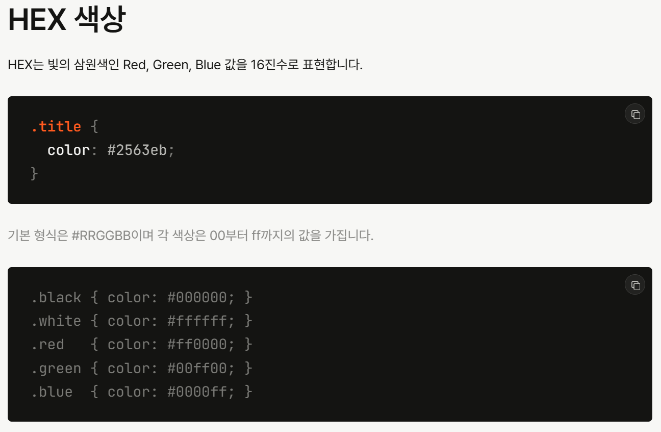 HEX 색상
HEX는 빛의 삼원색인 Red, Green, Blue 값을 16진수로 표현합니다.
.title {
  color: #2563eb;
}
기본 형식은 #RRGGBB이며 각 색상은 00부터 ff까지의 값을 가집니다.
.black { color: #000000; }
.white { color: #ffffff; }
.red   { color: #ff0000; }
.green { color: #00ff00; }
.blue  { color: #0000ff; }